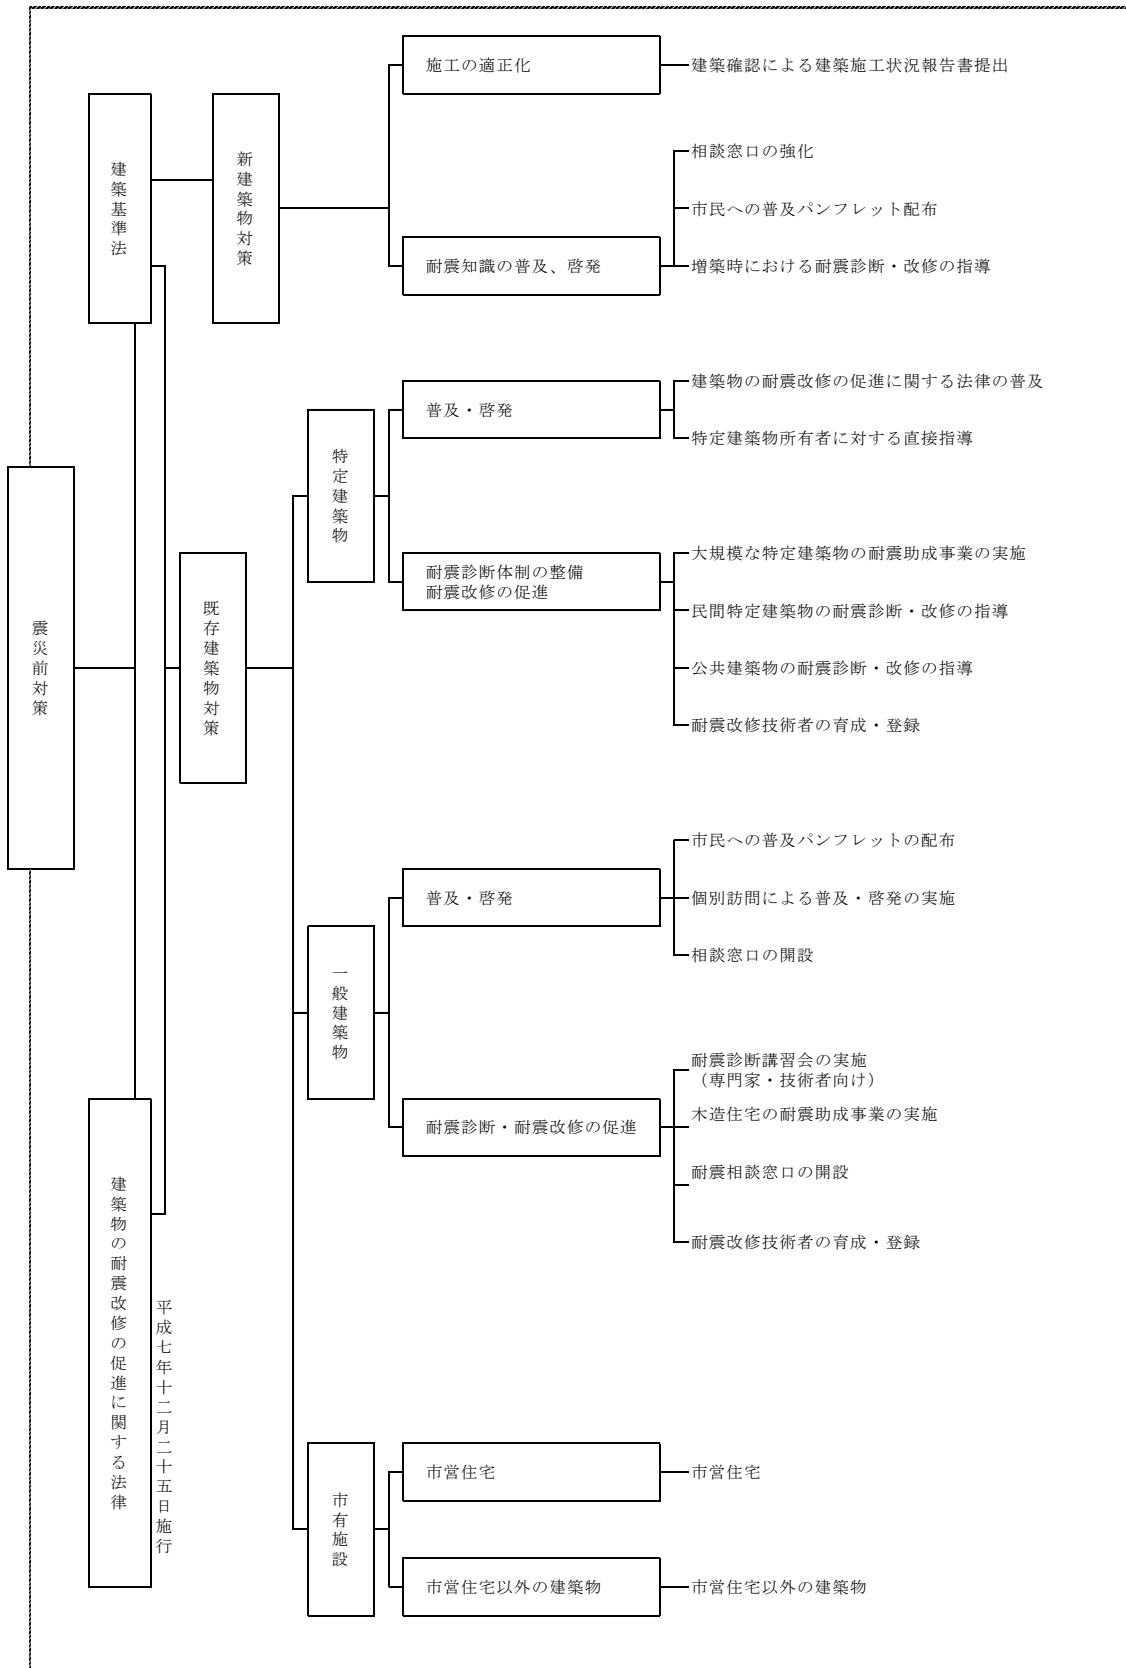 震災前対策
建築基準法
建築物の耐震改修の促進に関する法律
平成七年十二月二十五日施行
新建築物対策
施工の適正化
建築確認による建築施工状況報告書提出
耐震知識の普及、啓発
相談窓口の強化
市民への普及パンフレット配布
増築時における耐震診断・改修の指導
既存建築物対策
特定建築物
普及・啓発
建築物の耐震改修の促進に関する法律の普及
特定建築物所有者に対する直接指導
耐震診断体制の整備
耐震改修の促進
大規模な特定建築物の耐震助成事業の実施
民間特定建築物の耐震診断・改修の指導
公共建築物の耐震診断・改修の指導
耐震改修技術者の育成・登録
一般建築物
普及・啓発
市民への普及パンフレットの配布
個別訪問による普及・啓発の実施
相談窓口の開設
耐震診断・耐震改修の促進
耐震診断講習会の実施
（専門家・技術者向け）
木造住宅の耐震助成事業の実施
耐震相談窓口の開設
耐震改修技術者の育成・登録
市有施設
市営住宅
市営住宅
市営住宅以外の建築物
市営住宅以外の建築物